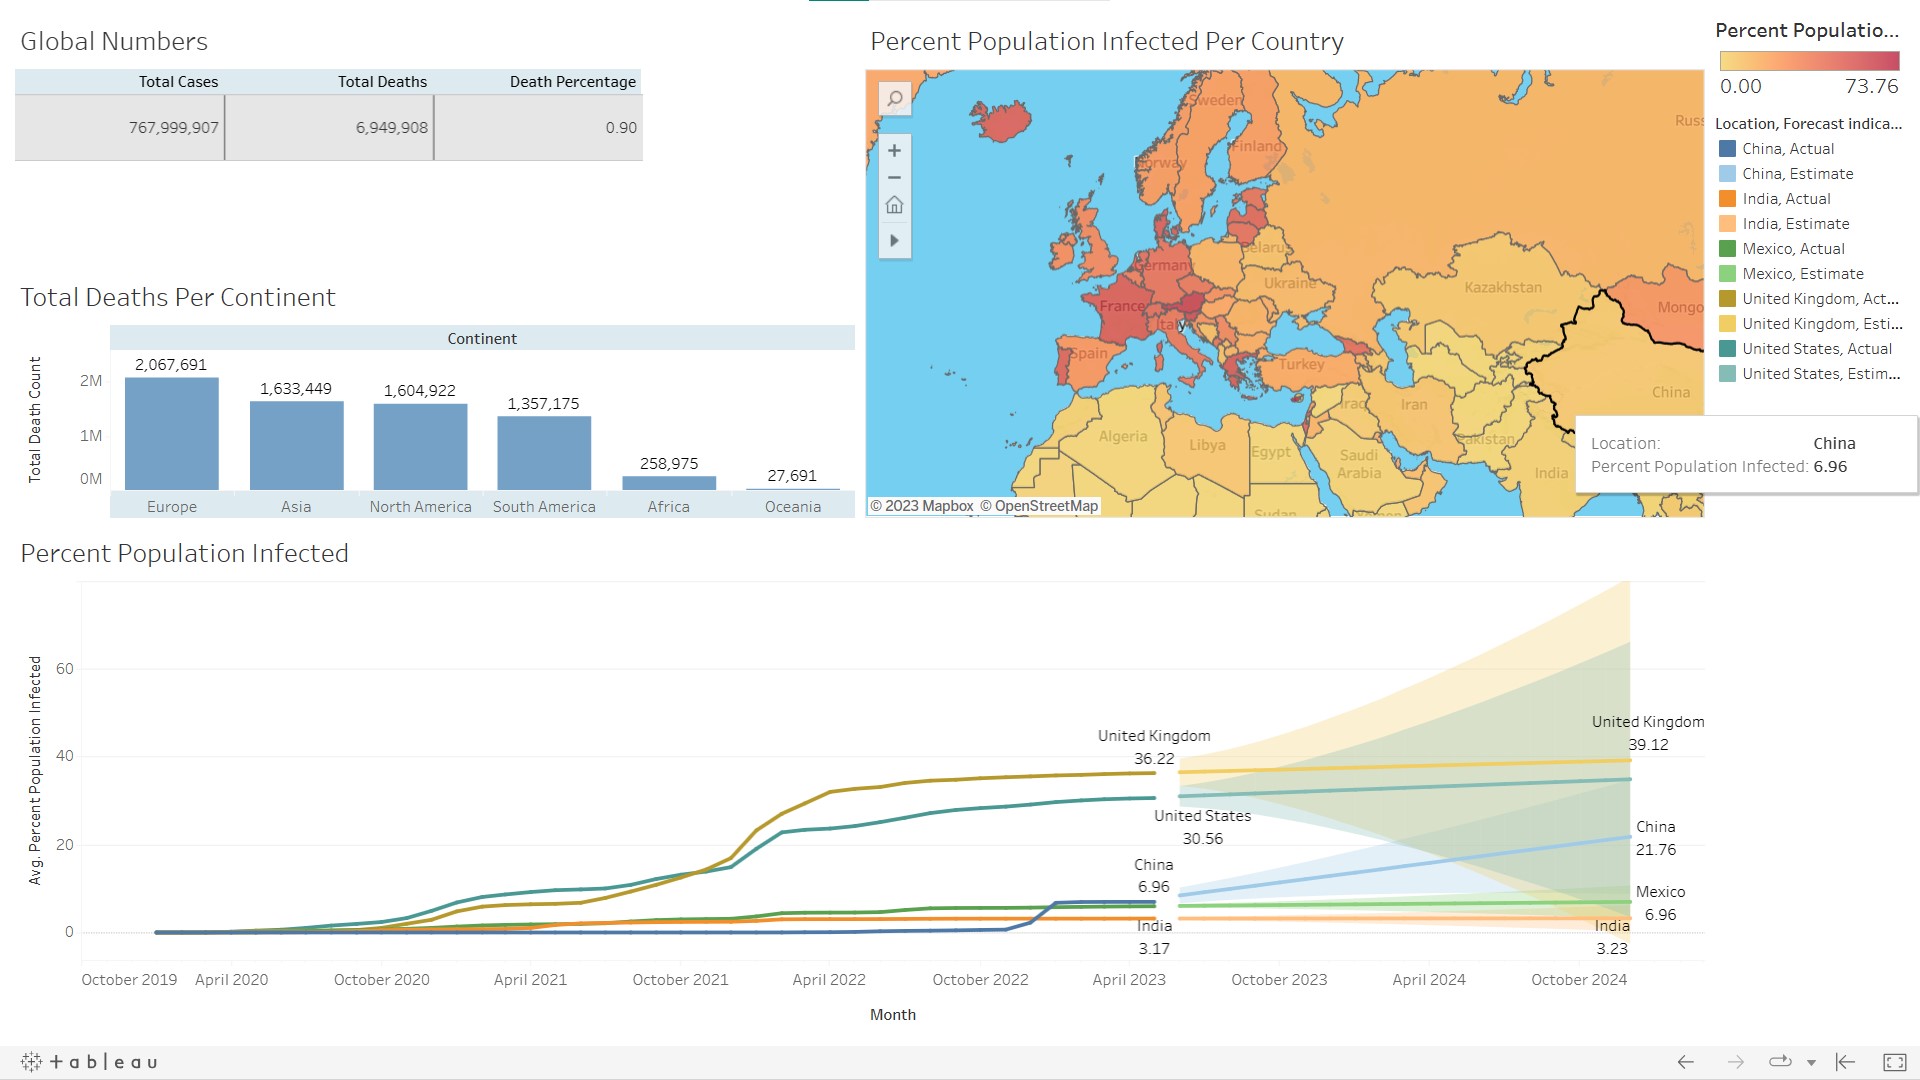 Global Numbers
Total Cases Total Deaths Death Percentage
767,999,907 6,949,908 0.90
Total Deaths Per Continent
Continent
Total Death Count
2M
1M
0M
2,067,691
1,633,449
1,604,922
1,357,175
258,975
27,691
Europe Asia North America South America Africa Oceania
Percent Population Infected Per Country
Sweden
Finland
Norway
Russ
Belarus
Germany
Ukraine
Kazakhstan
France
Mongo
Italy
Spain
Turkey
China
Iraq
Iran
Algeria
Libya
Egypt
Pakistan
Saudi
Arabia
India
Sudan
Yemen
© 2023 Mapbox © OpenStreetMap
Location: China
Percent Population Infected: 6.96
Percent Populatio...
0.00 73.76
Location, Forecast indica...
China, Actual
China, Estimate
India, Actual
India, Estimate
Mexico, Actual
Mexico, Estimate
United Kingdom, Act...
United Kingdom, Esti...
United States, Actual
United States, Estim...
Percent Population Infected
Avg. Percent Population Infected
60
40
20
0
United Kingdom
36.22
United States
30.56
China
6.96
India
3.17
United Kingdom
39.12
China
21.76
Mexico
6.96
India
3.23
October 2019 April 2020 October 2020 April 2021 October 2021 April 2022 October 2022 April 2023 October 2023 April 2024 October 2024
Month
+ a b l e a u